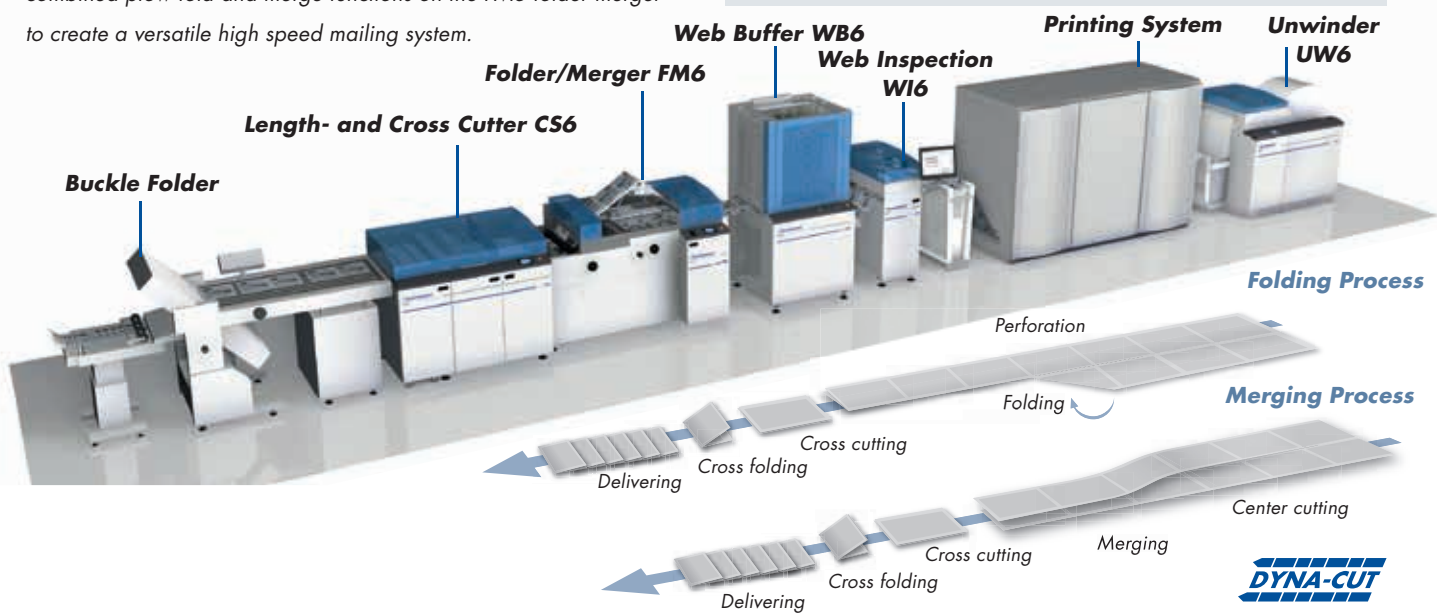 to create a versatile high speed mailing system.
Printing System
Unwinder
UW6
Web Buffer WB6
Web Inspection
WI6
Folder/Merger FM6
Length- and Cross Cutter CS6
Buckle Folder
Folding Process
Perforation
Folding
Cross cutting
Cross folding
Delivering
Merging Process
Center cutting
Merging
Cross cutting
Cross folding
Delivering
DYNA-CUT